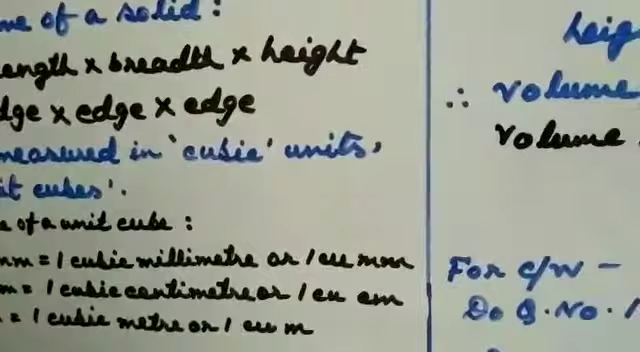 me of a solid :
ength x breadth x height
dge x edge x edge
measured in 'cubic' units,
it cubes'.
e of a unit cube :
mm = 1 cubic millimetre or 1 cu mm
m = 1 cubic centimetre or 1 cu cm
= 1 cubic metre or 1 cu m
heig
∴ volume
Volume
For C/W -
Do Q. No. 1